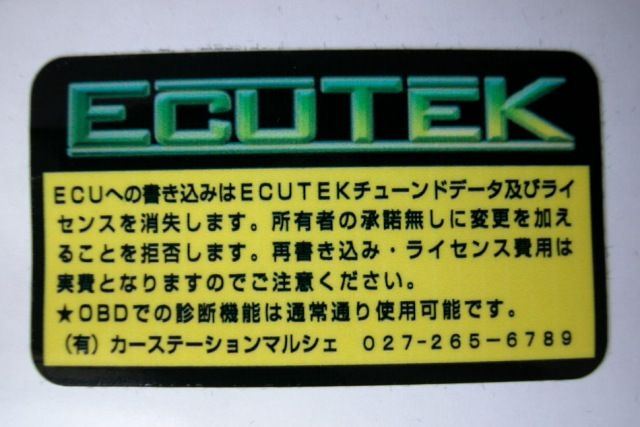 ECUTEK
ECUへの書き込みはECUTEKチューンドデータ及びライ
センスを消失します。所有者の承諾無しに変更を加え
ることを拒否します。再書き込み・ライセンス費用は
実費となりますのでご注意ください。
★OBDでの診断機能は通常通り使用可能です。
(有) カーステーションマルシェ 027-265-6789